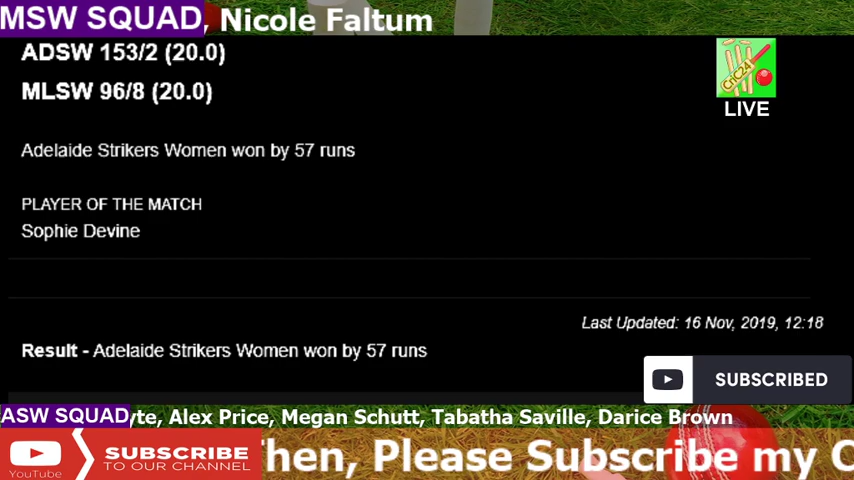 MSW SQUAD, Nicole Faltum
ADSW 153/2 (20.0)
MLSW 96/8 (20.0)
CriC24
LIVE
Adelaide Strikers Women won by 57 runs
PLAYER OF THE MATCH
Sophie Devine
Last Updated: 16 Nov, 2019, 12:18
Result - Adelaide Strikers Women won by 57 runs
SUBSCRIBED
ASW SQUAD yte, Alex Price, Megan Schutt, Tabatha Saville, Darice Brown
YouTube
SUBSCRIBE
TO OUR CHANNEL
Then, Please Subscribe my C